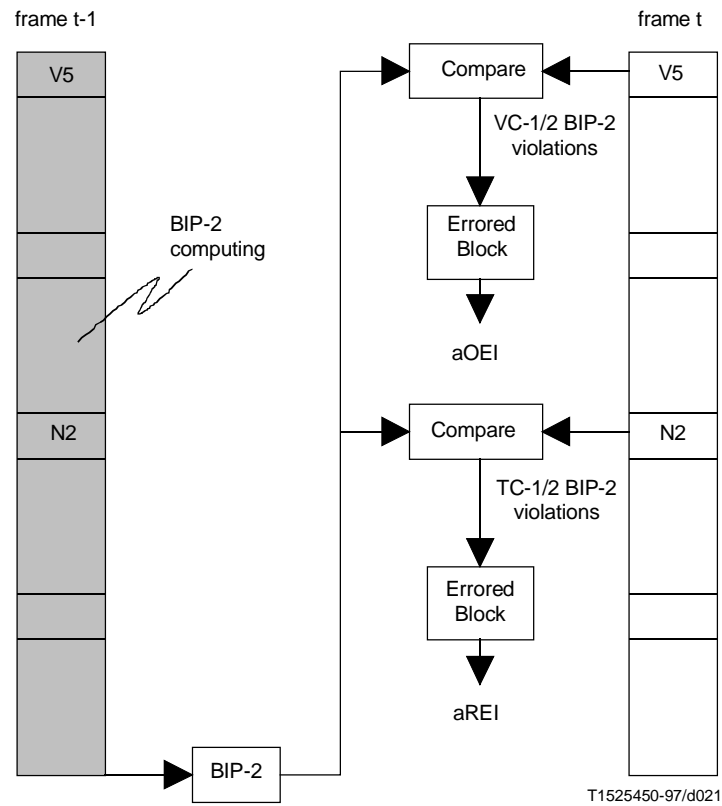 frame t-1
frame t
V5
Compare
V5
VC-1/2 BIP-2
violations
BIP-2
computing
Errored
Block
aOEI
N2
Compare
N2
TC-1/2 BIP-2
violations
Errored
Block
aREI
BIP-2
T1525450-97/d021